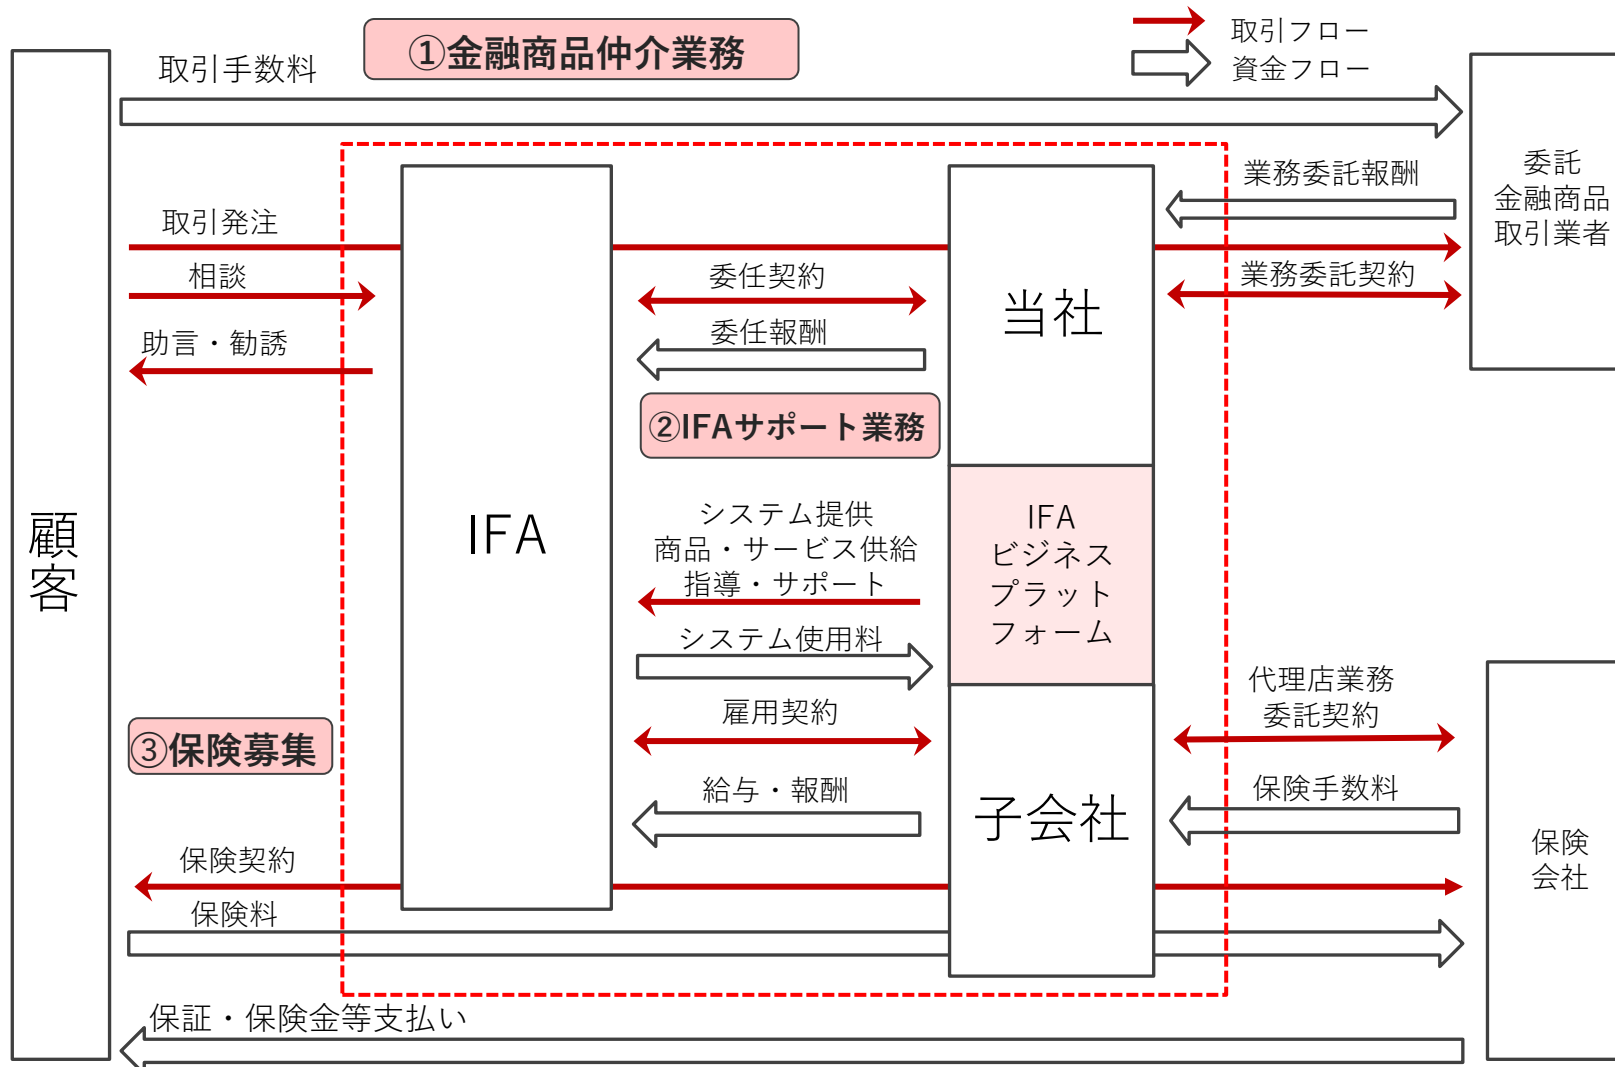 ①金融商品仲介業務
取引フロー
資金フロー
取引手数料
顧客
IFA
当社
IFA
ビジネス
プラット
フォーム
子会社
委託
金融商品
取引業者
保険
会社
業務委託報酬
取引発注
相談
助言・勧誘
委任契約
委任報酬
業務委託契約
②IFAサポート業務
システム提供
商品・サービス供給
指導・サポート
システム使用料
雇用契約
給与・報酬
代理店業務
委託契約
保険手数料
③保険募集
保険契約
保険料
保証・保険金等支払い